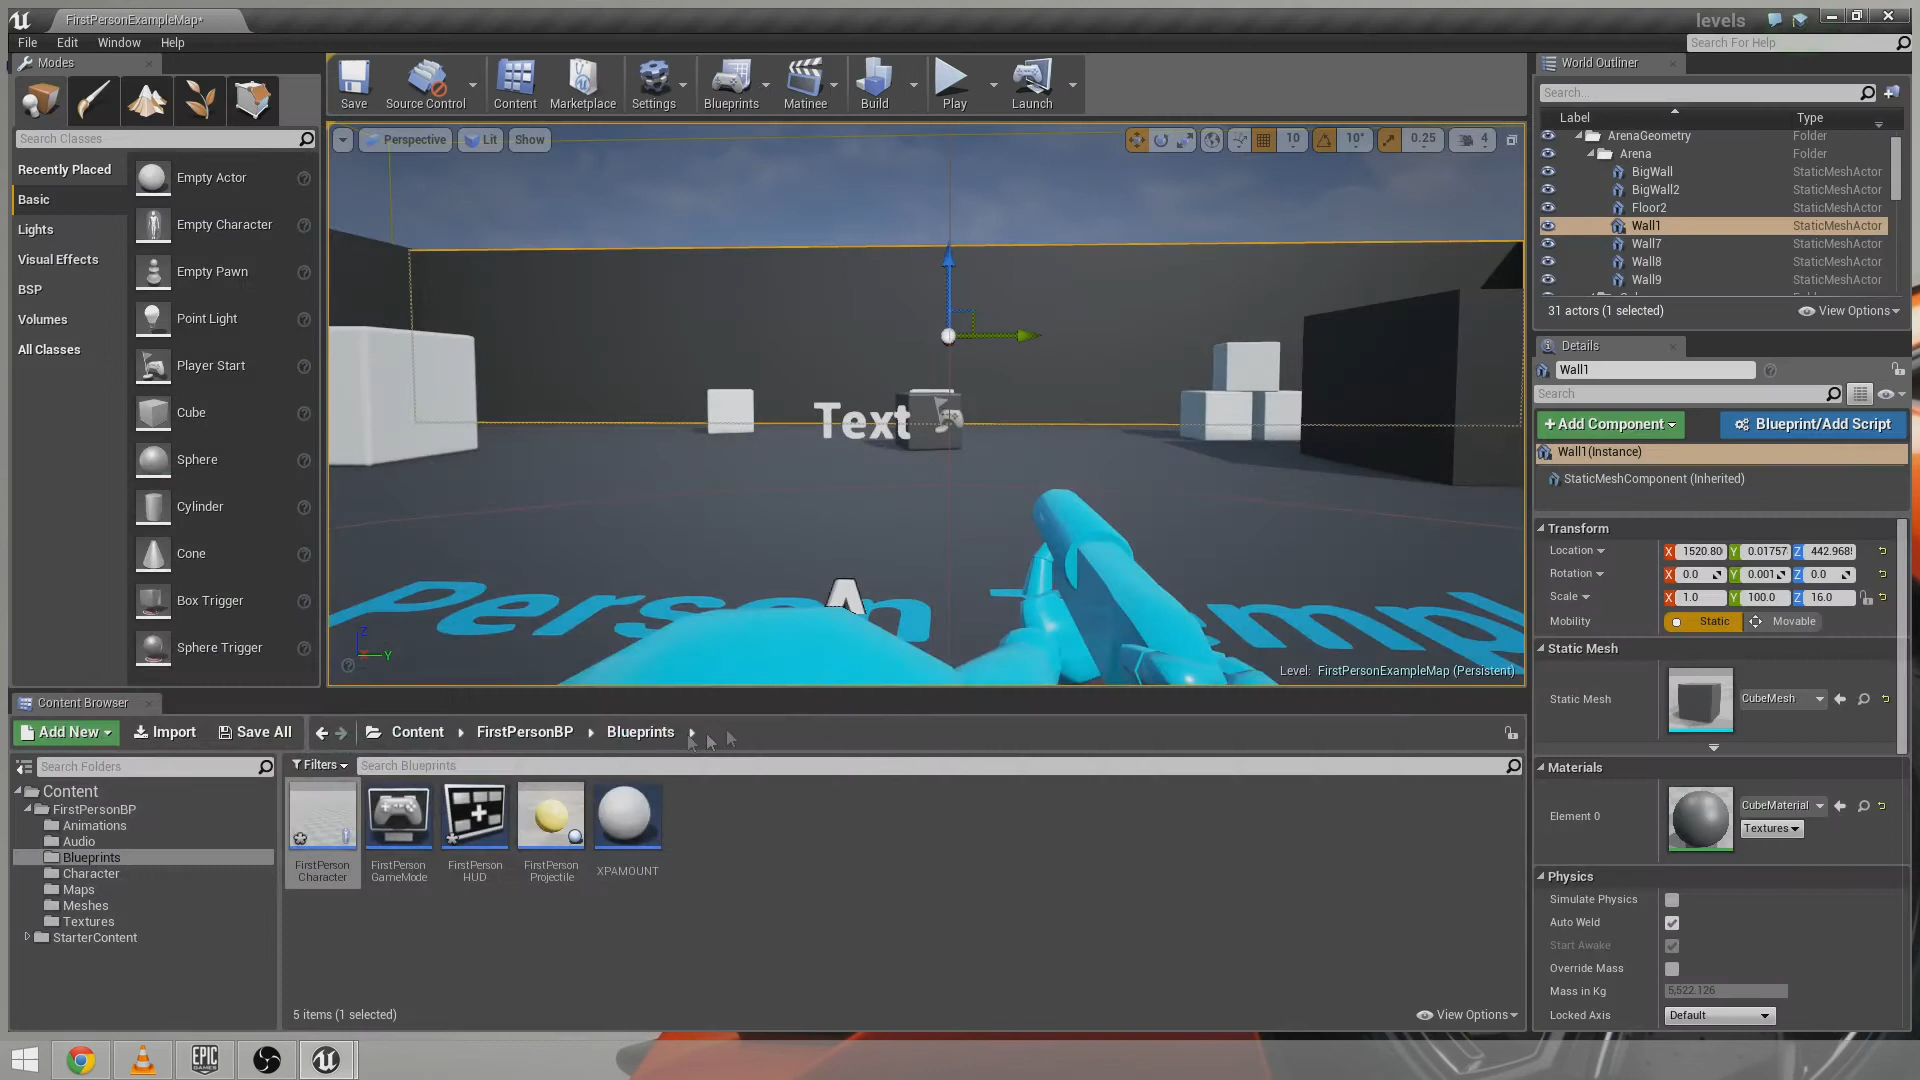 FirstPersonExampleMap*
levels
File Edit Window Help
Search For Help
Modes
Search Classes
Recently Placed
Basic
Lights
Visual Effects
BSP
Volumes
All Classes
Empty Actor
Empty Character
Empty Pawn
Point Light
Player Start
Cube
Sphere
Cylinder
Cone
Box Trigger
Sphere Trigger
Save Source Control Content Marketplace Settings Blueprints Matinee Build Play Launch
Perspective Lit Show
10 10° 0.25 4
Text
A
Person
Level: FirstPersonExampleMap (Persistent)
World Outliner
Search...
Label Type
ArenaGeometry Folder
Arena Folder
BigWall StaticMeshActor
BigWall2 StaticMeshActor
Floor2 StaticMeshActor
Wall1 StaticMeshActor
Wall7 StaticMeshActor
Wall8 StaticMeshActor
Wall9 StaticMeshActor
31 actors (1 selected) View Options
Details
Wall1
Search
+Add Component Blueprint/Add Script
Wall1(Instance)
StaticMeshComponent (Inherited)
Transform
Location X 1520.80 Y 0.01757 Z 442.968
Rotation X 0.0 Y 0.001 Z 0.0
Scale X 1.0 Y 100.0 Z 16.0
Mobility Static Movable
Static Mesh
Static Mesh CubeMesh
Materials
Element 0 CubeMaterial
Textures
Physics
Simulate Physics
Auto Weld
Start Awake
Override Mass
Mass in Kg 5,522.126
Locked Axis Default
Content Browser
Add New Import Save All Content FirstPersonBP Blueprints
Search Folders
Filters Search Blueprints
Content
FirstPersonBP
Animations
Audio
Blueprints
Character
Maps
Meshes
Textures
StarterContent
FirstPerson Character
FirstPerson GameMode
FirstPerson HUD
FirstPerson Projectile
XPAMOUNT
5 items (1 selected) View Options
EPIC
GAMES